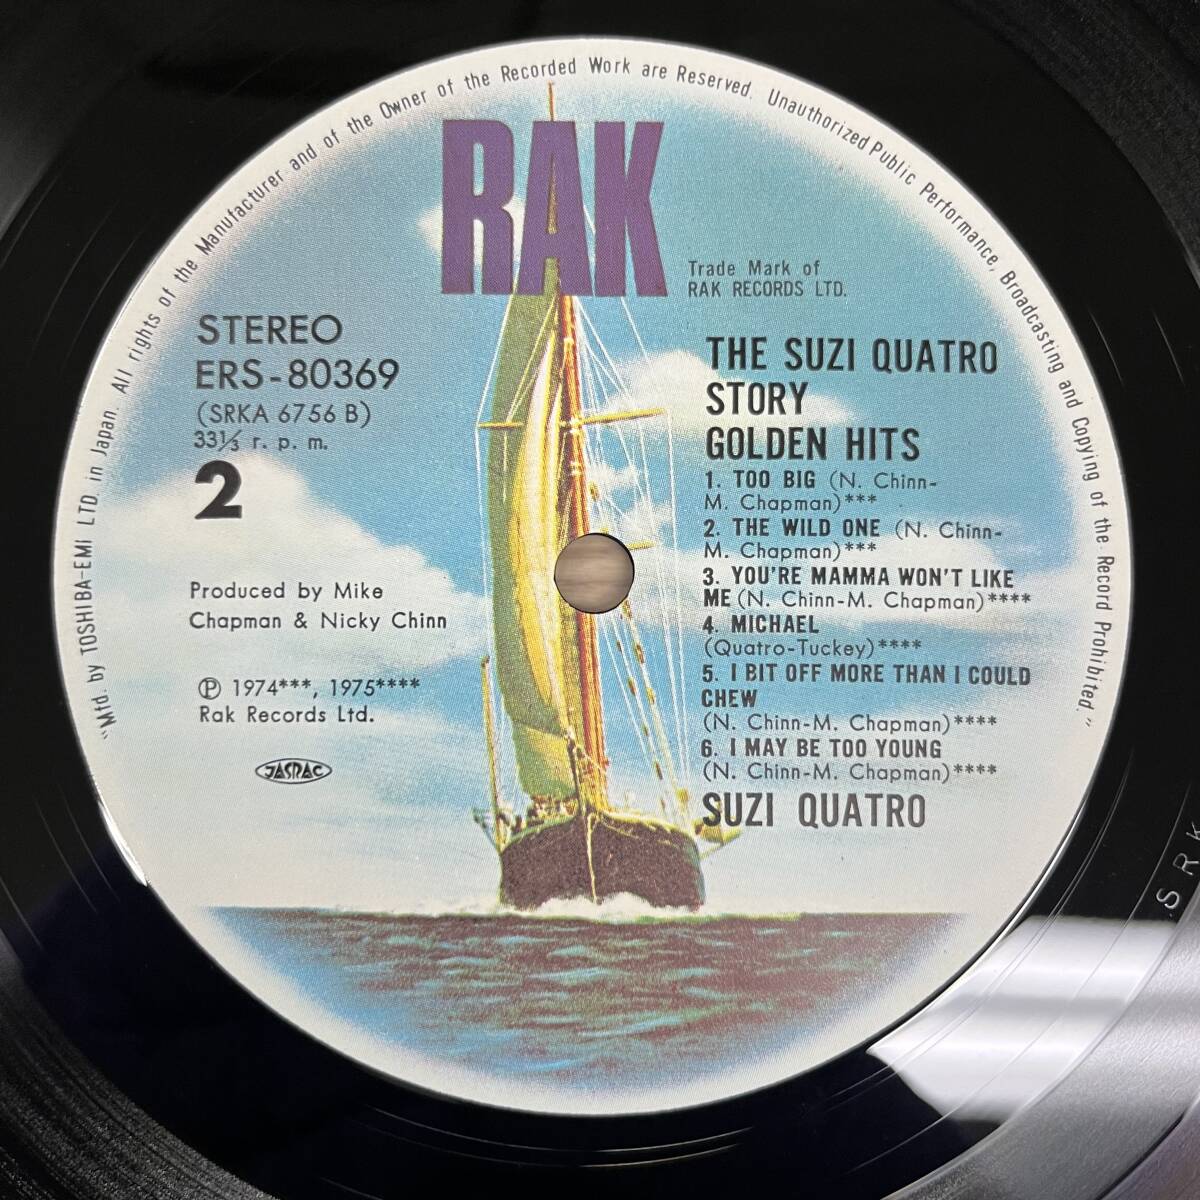 "Mfd. by TOSHIBA-EMI LTD. in Japan. All rights of the Manufacturer and of the Owner of the Recorded Work are Reserved. Unauthorized Public Performance, Broadcasting and Copying of the Record Prohibited."
RAK
Trade Mark of
RAK RECORDS LTD.
STEREO
ERS-80369
(SRKA 6756 B)
33⅓ r. p. m.
2
Produced by Mike
Chapman & Nicky Chinn
Ⓟ 1974***, 1975****
Rak Records Ltd.
JASRAC
THE SUZI QUATRO
STORY
GOLDEN HITS
1. TOO BIG (N. Chinn-
M. Chapman)***
2. THE WILD ONE (N. Chinn-
M. Chapman)***
3. YOU'RE MAMMA WON'T LIKE
ME (N. Chinn-M. Chapman)****
4. MICHAEL
(Quatro-Tuckey)****
5. I BIT OFF MORE THAN I COULD
CHEW
(N. Chinn-M. Chapman)****
6. I MAY BE TOO YOUNG
(N. Chinn-M. Chapman)****
SUZI QUATRO
S R K